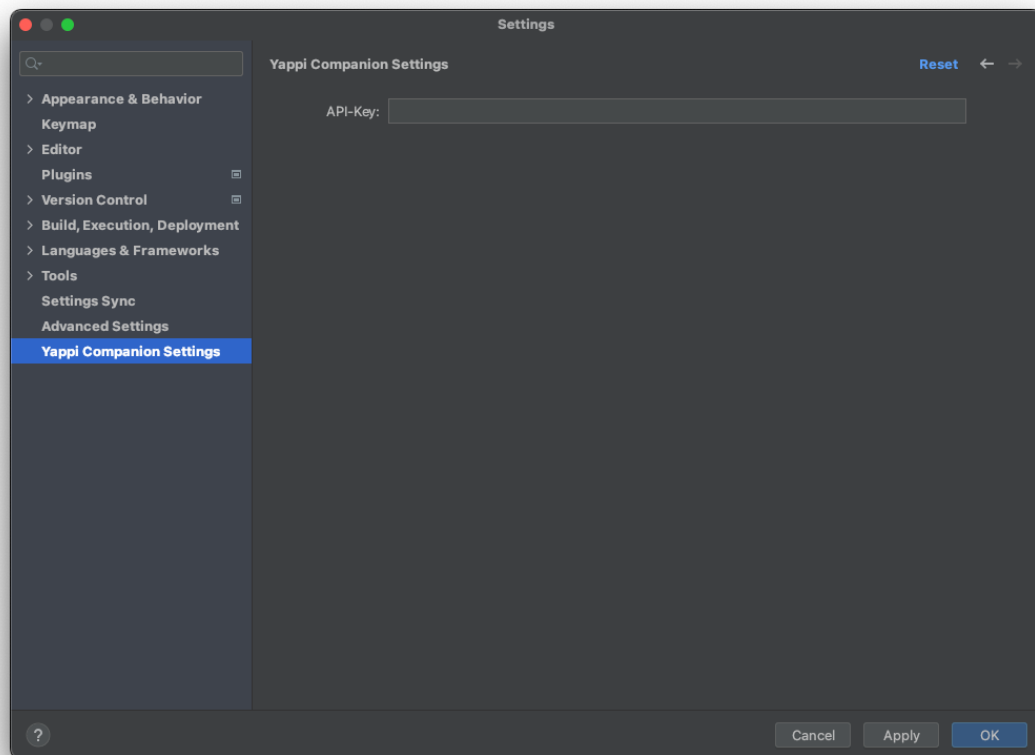 Settings
Appearance & Behavior
Keymap
Editor
Plugins
Version Control
Build, Execution, Deployment
Languages & Frameworks
Tools
Settings Sync
Advanced Settings
Yappi Companion Settings
Yappi Companion Settings
Reset
API-Key:
?
Cancel
Apply
OK